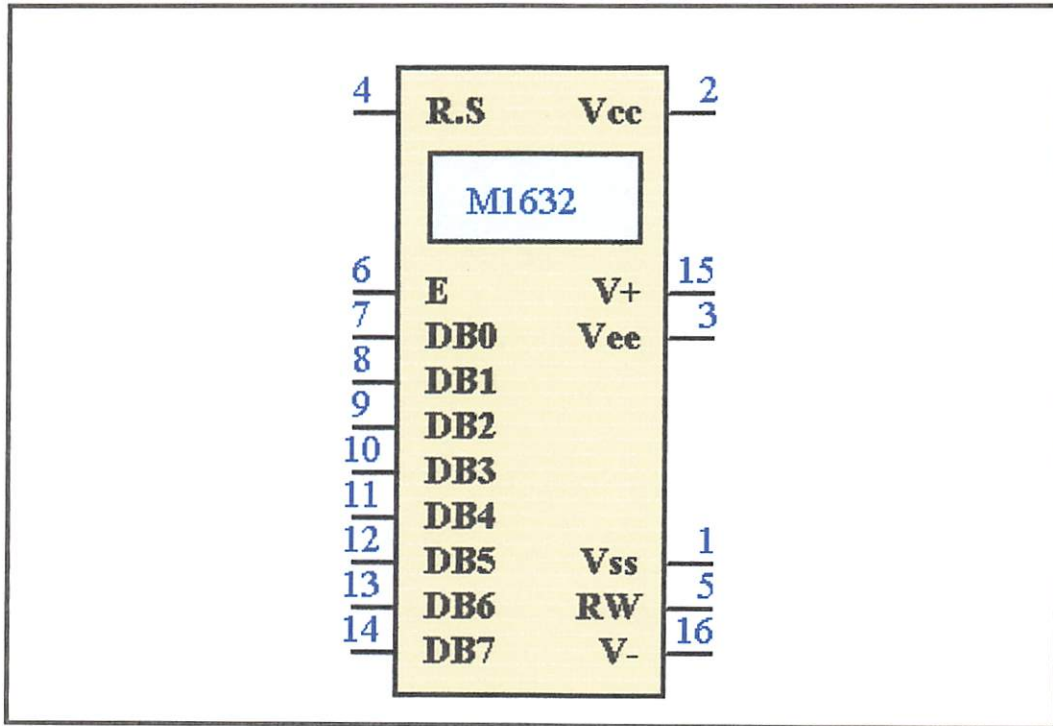 4 R.S Vcc 2
M1632
6 E V+ 15
7 DB0 Vee 3
8 DB1
9 DB2
10 DB3
11 DB4
12 DB5 Vss 1
13 DB6 RW 5
14 DB7 V- 16